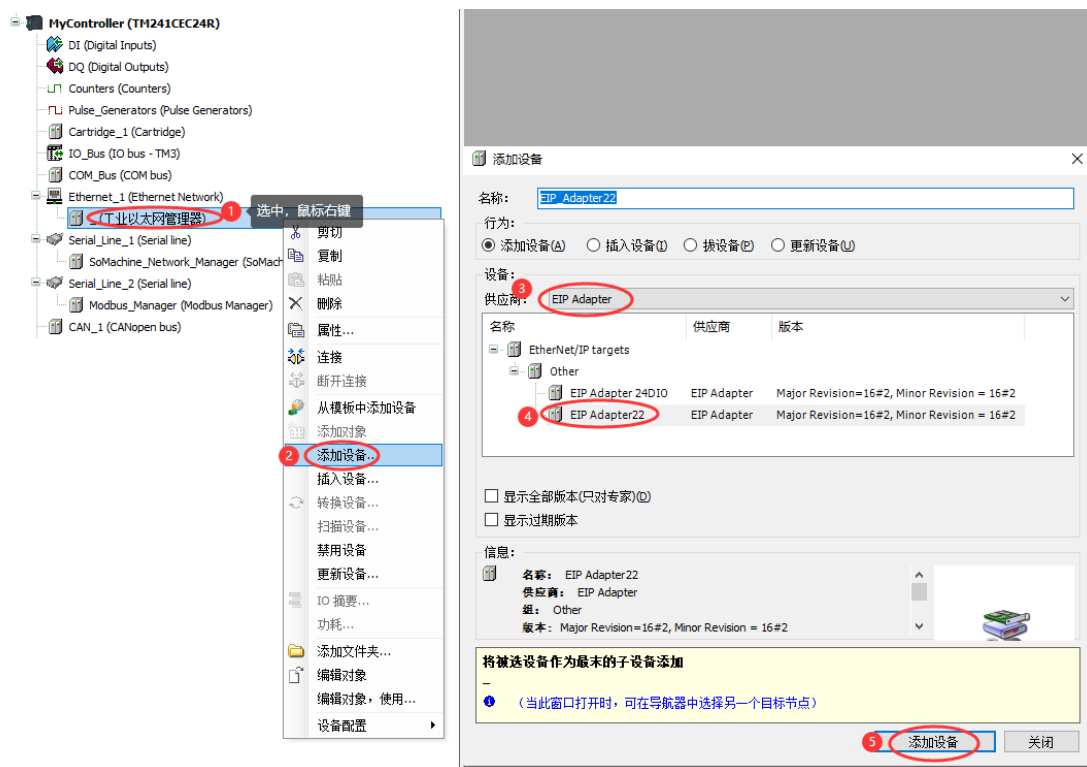 MyController (TM241CEC24R)
DI (Digital Inputs)
DQ (Digital Outputs)
Counters (Counters)
Pulse_Generators (Pulse Generators)
Cartridge_1 (Cartridge)
IO_Bus (IO bus - TM3)
COM_Bus (COM bus)
Ethernet_1 (Ethernet Network)
_ (工业以太网管理器)
1 选中，鼠标右键
Serial_Line_1 (Serial line)
SoMachine_Network_Manager (SoMach
Serial_Line_2 (Serial line)
Modbus_Manager (Modbus Manager)
CAN_1 (CANopen bus)
剪切
复制
粘贴
删除
属性...
连接
断开连接
从模板中添加设备
添加对象
2 添加设备..
插入设备...
转换设备...
扫描设备...
禁用设备
更新设备...
IO 摘要...
功耗...
添加文件夹...
编辑对象
编辑对象，使用...
设备配置
添加设备
名称： EIP_Adapter22
行为：
添加设备(A) 插入设备(I) 拔设备(P) 更新设备(U)
设备：
3
供应商： EIP Adapter
名称 供应商 版本
EtherNet/IP targets
Other
EIP Adapter 24DIO EIP Adapter Major Revision=16#2, Minor Revision = 16#2
4 EIP Adapter22 EIP Adapter Major Revision=16#2, Minor Revision = 16#2
显示全部版本(只对专家)(D)
显示过期版本
信息：
名称： EIP Adapter22
供应商： EIP Adapter
组： Other
版本： Major Revision=16#2, Minor Revision = 16#2
将被选设备作为最末的子设备添加
_
（当此窗口打开时，可在导航器中选择另一个目标节点）
5 添加设备 关闭